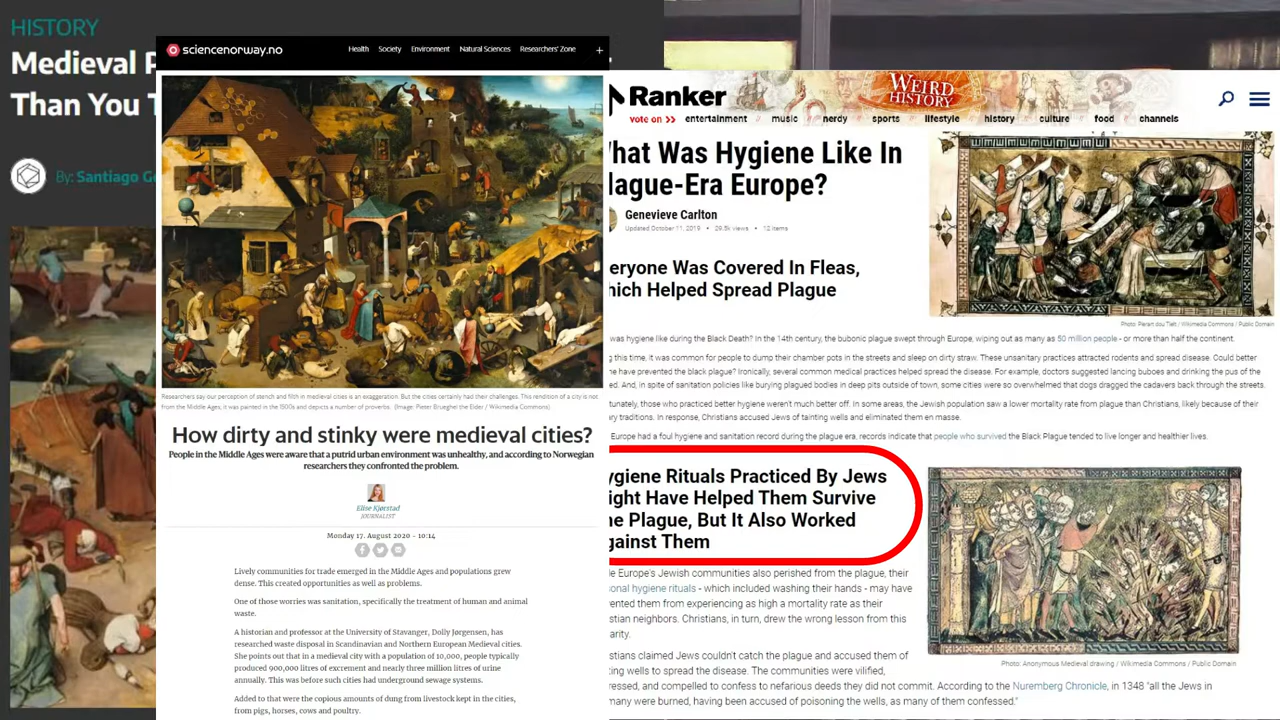 HISTORY
Medieval P
Than You T
By: Santiago Ge
sciencenorway.no
Health Society Environment Natural Sciences Researchers' Zone +
Researchers say our perception of stench and filth in medieval cities is an exaggeration. But the cities certainly had their challenges. This rendition of a city is not
from the Middle Ages; it was painted in the 1500s and depicts a number of proverbs. (Image: Pieter Brueghel the Elder / Wikimedia Commons)
How dirty and stinky were medieval cities?
People in the Middle Ages were aware that a putrid urban environment was unhealthy, and according to Norwegian
researchers they confronted the problem.
Elise Kjørstad
JOURNALIST
Monday 17. August 2020 - 10:14
Lively communities for trade emerged in the Middle Ages and populations grew
dense. This created opportunities as well as problems.
One of those worries was sanitation, specifically the treatment of human and animal
waste.
A historian and professor at the University of Stavanger, Dolly Jørgensen, has
researched waste disposal in Scandinavian and Northern European Medieval cities.
She points out that in a medieval city with a population of 10,000, people typically
produced 900,000 litres of excrement and nearly three million litres of urine
annually. This was before such cities had underground sewage systems.
Added to that were the copious amounts of dung from livestock kept in the cities,
from pigs, horses, cows and poultry.
Ranker
WEIRD
HISTORY
vote on >> entertainment music nerdy sports lifestyle history culture food channels
hat Was Hygiene Like In
lague-Era Europe?
Genevieve Carlton
Updated October 11, 2019 • 29.5k views • 12 items
eryone Was Covered In Fleas,
hich Helped Spread Plague
Photo: Pierart dou Tielt / Wikimedia Commons / Public Domain
was hygiene like during the Black Death? In the 14th century, the bubonic plague swept through Europe, wiping out as many as 50 million people - or more than half the continent.
g this time, it was common for people to dump their chamber pots in the streets and sleep on dirty straw. These unsanitary practices attracted rodents and spread disease. Could better
ne have prevented the black plague? Ironically, several common medical practices helped spread the disease. For example, doctors suggested lancing buboes and drinking the pus of the
ed. And, in spite of sanitation policies like burying plagued bodies in deep pits outside of town, some cities were so overwhelmed that dogs dragged the cadavers back through the streets.
tunately, those who practiced better hygiene weren't much better off. In some areas, the Jewish population saw a lower mortality rate from plague than Christians, likely because of their
ary traditions. In response, Christians accused Jews of tainting wells and eliminated them en masse.
Europe had a foul hygiene and sanitation record during the plague era, records indicate that people who survived the Black Plague tended to live longer and healthier lives.
ygiene Rituals Practiced By Jews
ight Have Helped Them Survive
he Plague, But It Also Worked
gainst Them
le Europe's Jewish communities also perished from the plague, their
onal hygiene rituals - which included washing their hands - may have
ented them from experiencing as high a mortality rate as their
stian neighbors. Christians, in turn, drew the wrong lesson from this
arity.
stians claimed Jews couldn't catch the plague and accused them of
ing wells to spread the disease. The communities were vilified,
ressed, and compelled to confess to nefarious deeds they did not commit. According to the Nuremberg Chronicle, in 1348 "all the Jews in
many were burned, having been accused of poisoning the wells, as many of them confessed."
Photo: Anonymous Medieval drawing / Wikimedia Commons / Public Domain